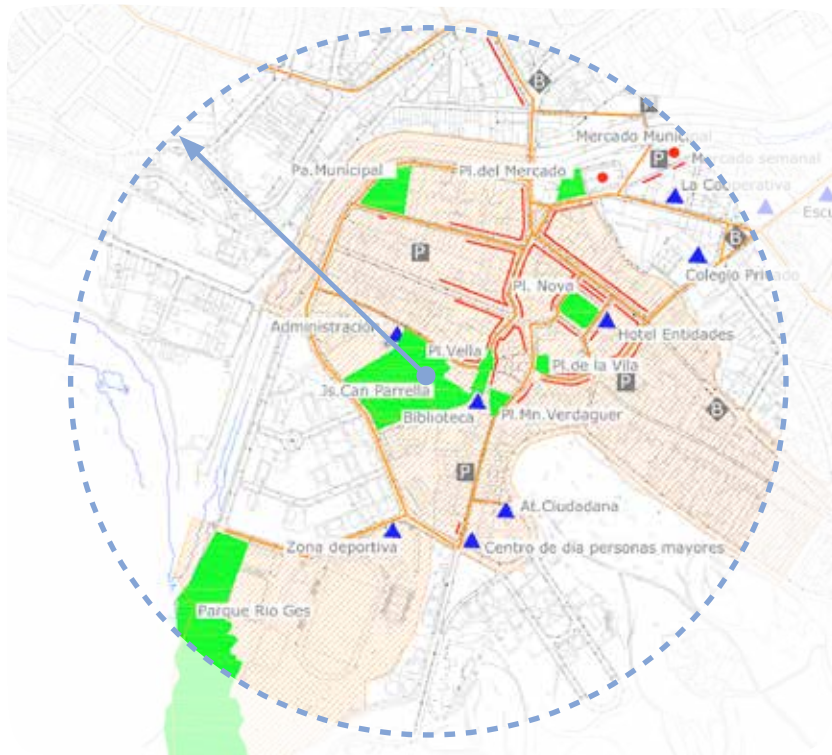 B
P
Mercado Municipal
P
Mercado semanal
Pa.Municipal
Pl.del Mercado
La Cooperativa
Escu
B
P
Colegio Privado
Pl. Nova
Administración
Hotel Entidades
Pl.Vella
Pl.de la Vila
P
Js.Can Parrella
Biblioteca
Pl.Mn.Verdaguer
B
P
At.Ciudadana
Zona deportiva
Centro de día personas mayores
Parque Rio Ges